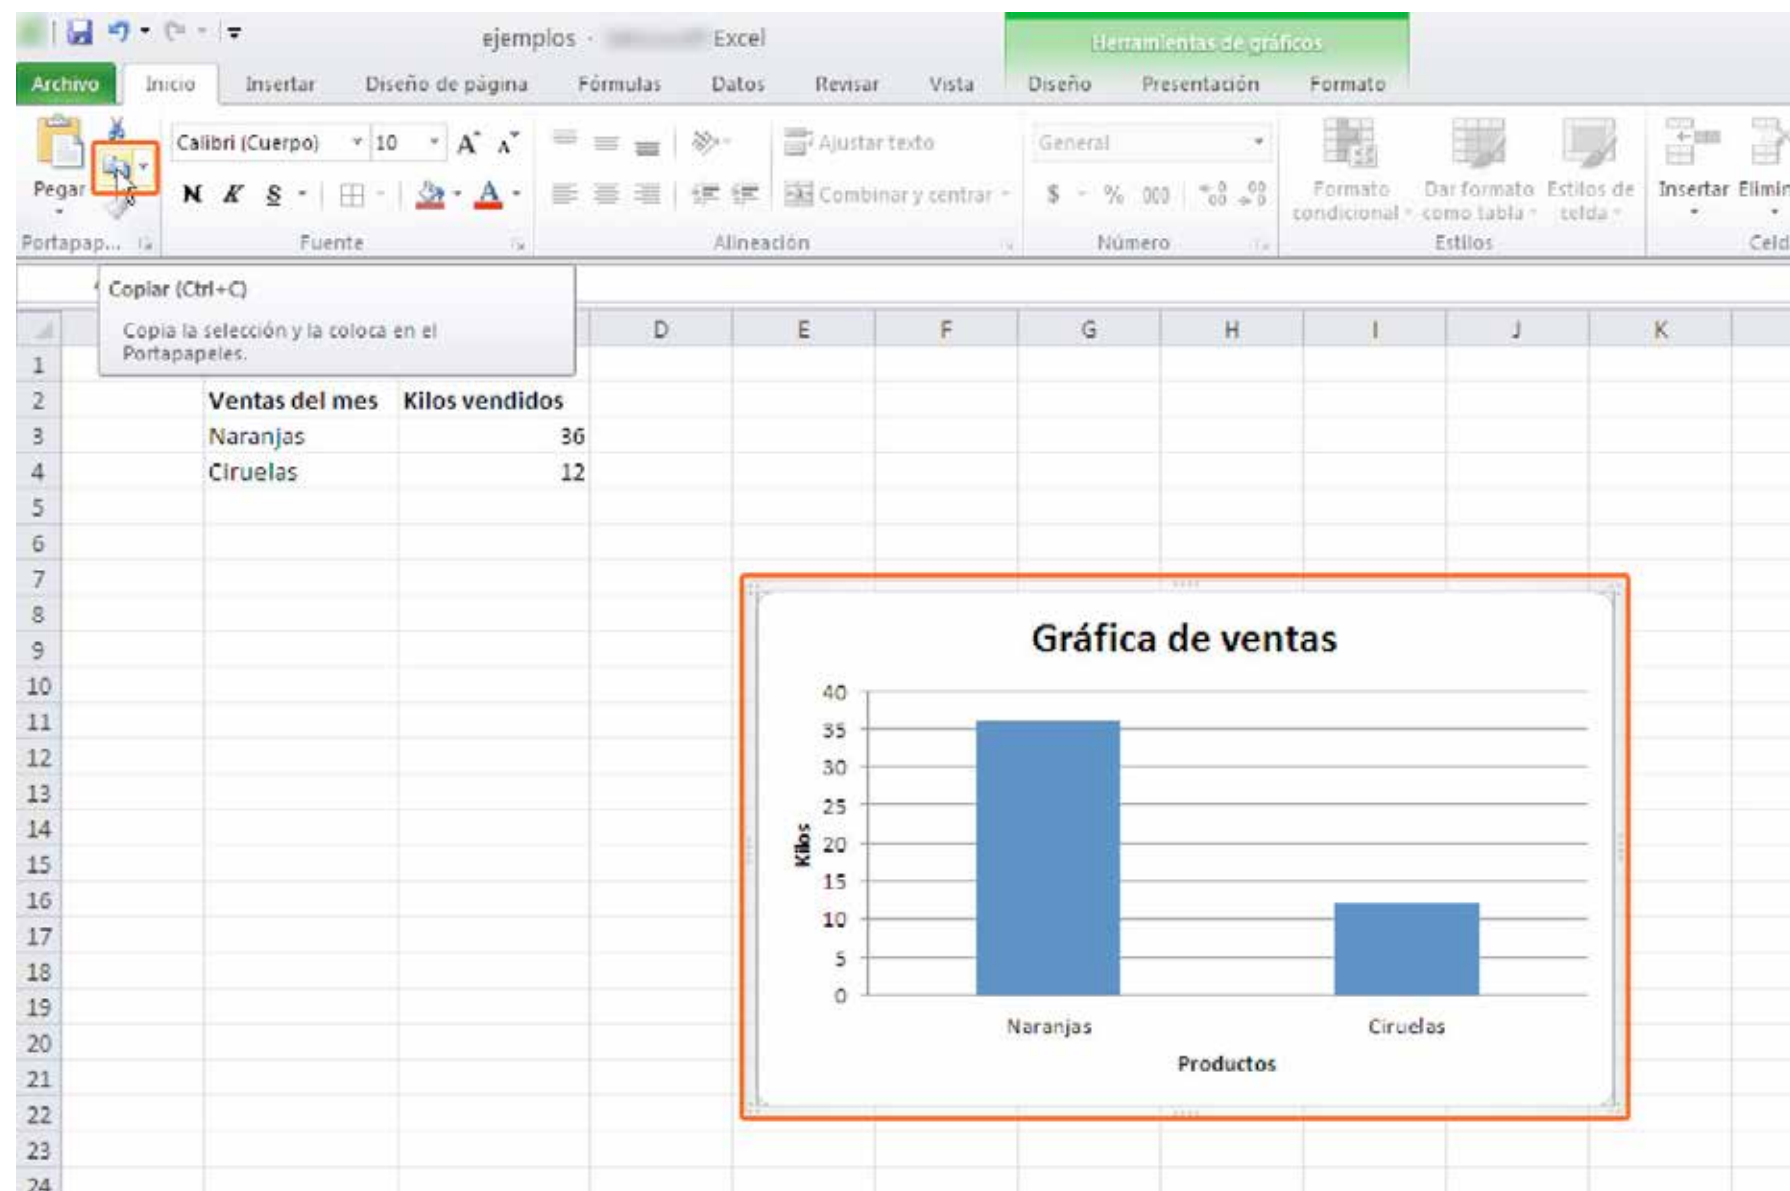 ejemplos - Excel
Herramientas de gráficos
Archivo Inicio Insertar Diseño de página Fórmulas Datos Revisar Vista Diseño Presentación Formato
Calibri (Cuerpo) 10 A A Ajustar texto General
Pegar N K S A Combinar y centrar $ % 000 Formato condicional Dar formato como tabla Estilos de celda Insertar Elimin
Portapap... Fuente Alineación Número Estilos Celd
Copiar (Ctrl+C)
Copia la selección y la coloca en el
Portapapeles.
D E F G H I J K
1
2 Ventas del mes Kilos vendidos
3 Naranjas 36
4 Ciruelas 12
5
6
7
8
9
10
11
12
13
14
15
16
17
18
19
20
21
22
23
24
Gráfica de ventas
40
35
30
25
20
15
10
5
0
Kilos
Naranjas Ciruelas
Productos